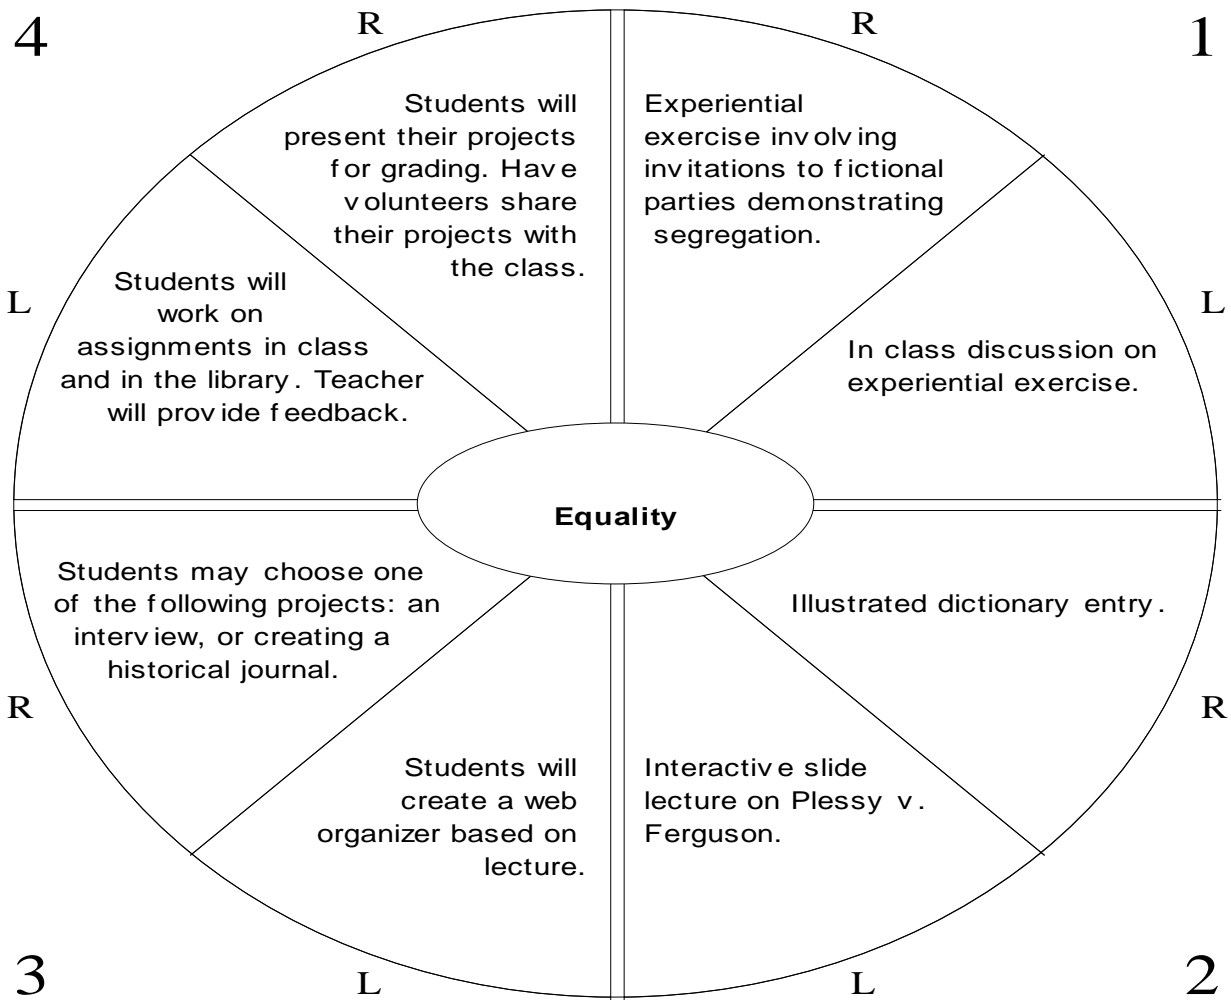 4
R
R
1
Students will
present their projects
for grading. Have
volunteers share
their projects with
the class.
Experiential
exercise involving
invitations to fictional
parties demonstrating
segregation.
L
Students will
work on
assignments in class
and in the library. Teacher
will provide feedback.
L
In class discussion on
experiential exercise.
Equality
Students may choose one
of the following projects: an
interview, or creating a
historical journal.
R
Illustrated dictionary entry.
R
Students will
create a web
organizer based on
lecture.
Interactive slide
lecture on Plessy v.
Ferguson.
3
L
L
2